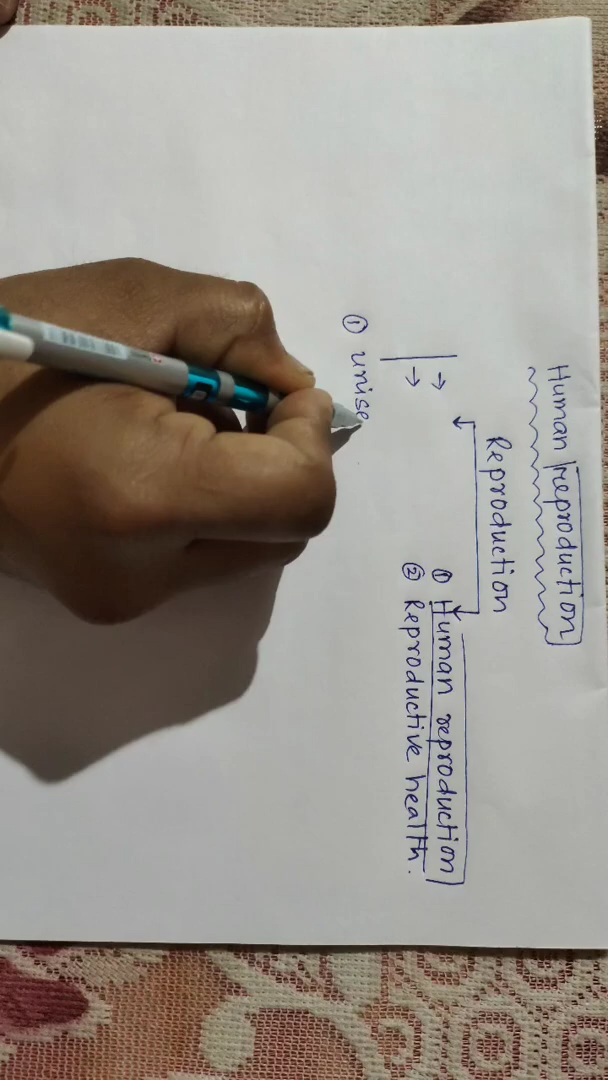 Human reproduction
Reproduction
① Human reproduction
② Reproductive health.
① unise